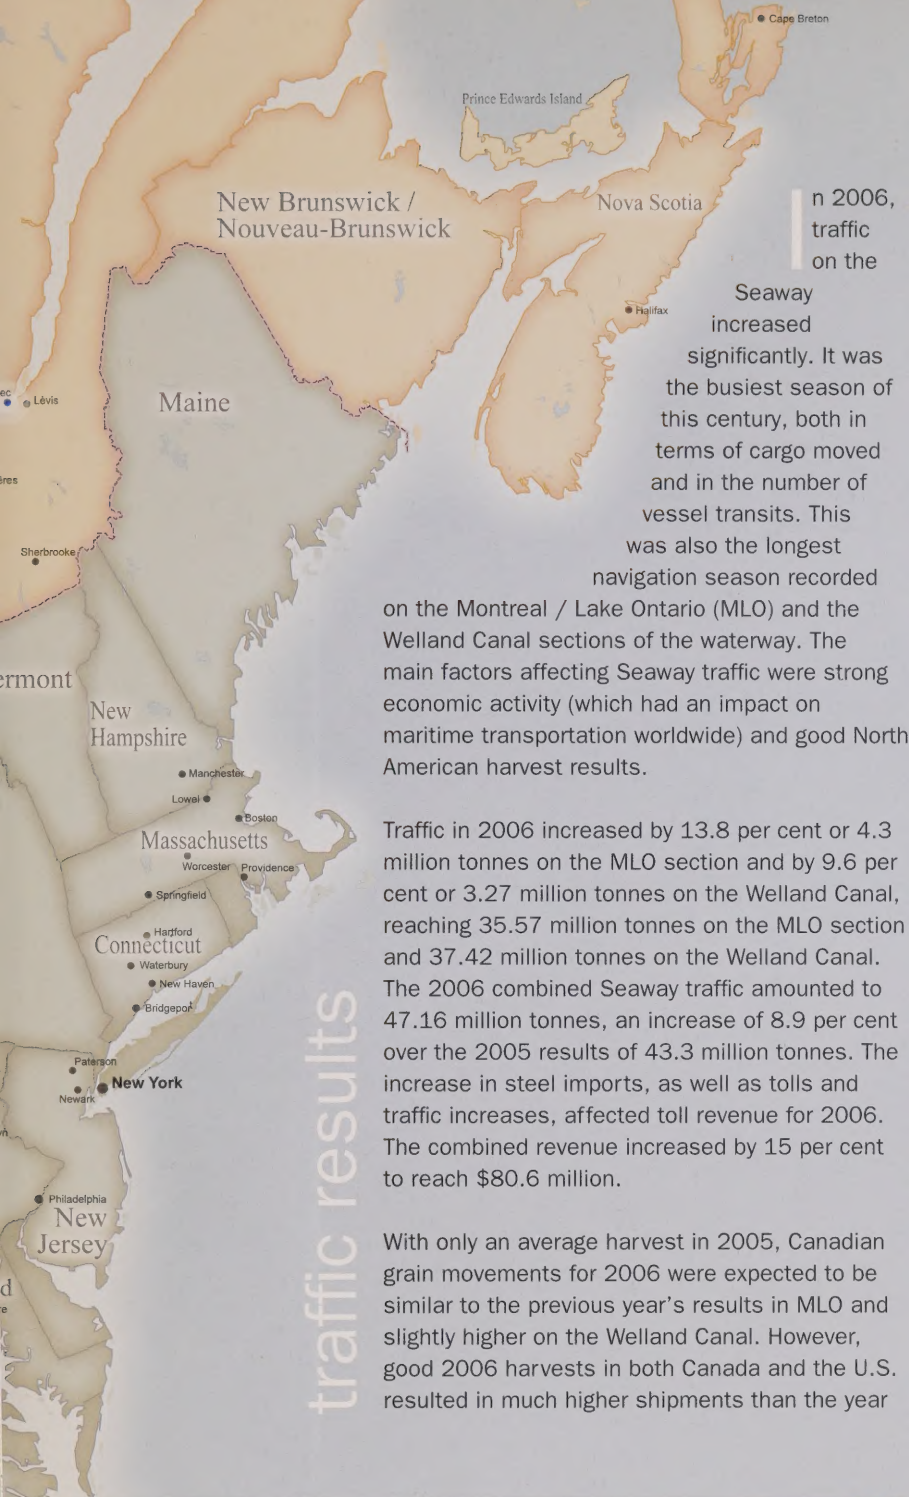 Cape Breton
Prince Edwards Island
New Brunswick /
Nouveau-Brunswick
Nova Scotia
Halifax
Lévis
Maine
Sherbrooke
New
Hampshire
Manchester
Lowel
Boston
Massachusetts
Worcester
Providence
Springfield
Hartford
Connecticut
Waterbury
New Haven
Bridgepor
Paterson
New York
Newark
Philadelphia
New
Jersey
In 2006,
traffic
on the
Seaway
increased
significantly. It was
the busiest season of
this century, both in
terms of cargo moved
and in the number of
vessel transits. This
was also the longest
navigation season recorded
on the Montreal / Lake Ontario (MLO) and the
Welland Canal sections of the waterway. The
main factors affecting Seaway traffic were strong
economic activity (which had an impact on
maritime transportation worldwide) and good North
American harvest results.
Traffic in 2006 increased by 13.8 per cent or 4.3
million tonnes on the MLO section and by 9.6 per
cent or 3.27 million tonnes on the Welland Canal,
reaching 35.57 million tonnes on the MLO section
and 37.42 million tonnes on the Welland Canal.
The 2006 combined Seaway traffic amounted to
47.16 million tonnes, an increase of 8.9 per cent
over the 2005 results of 43.3 million tonnes. The
increase in steel imports, as well as tolls and
traffic increases, affected toll revenue for 2006.
The combined revenue increased by 15 per cent
to reach $80.6 million.
With only an average harvest in 2005, Canadian
grain movements for 2006 were expected to be
similar to the previous year's results in MLO and
slightly higher on the Welland Canal. However,
good 2006 harvests in both Canada and the U.S.
resulted in much higher shipments than the year
traffic results